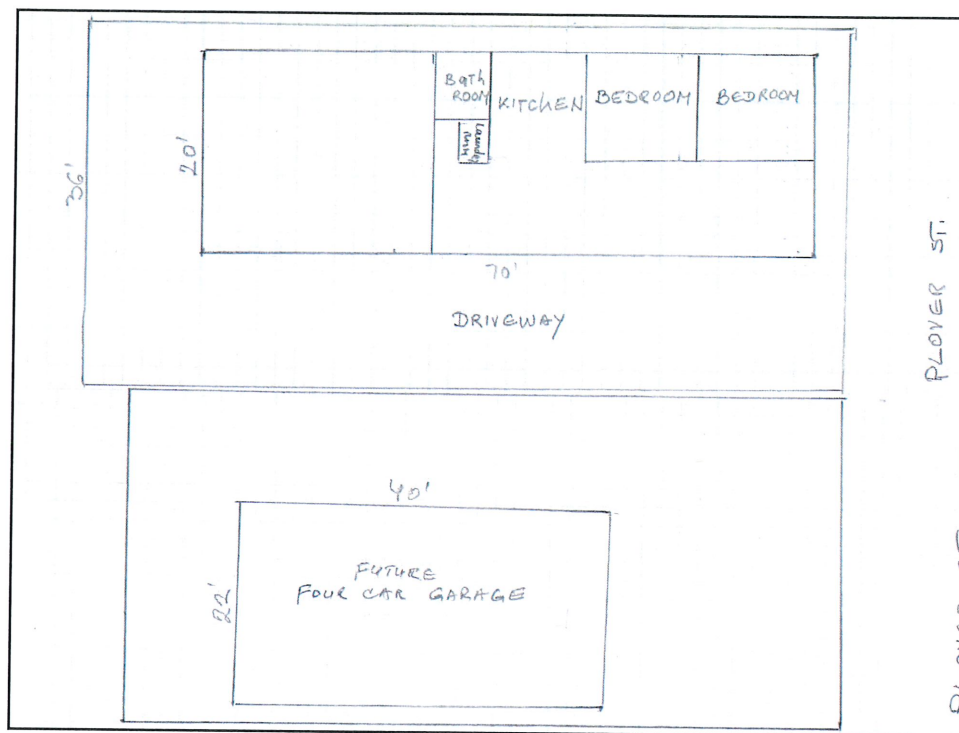 Bath
ROOM
KITCHEN
BEDROOM
BEDROOM
Laundry
20'
36'
70'
DRIVEWAY
PLOVER ST.
40'
22'
FUTURE
FOUR CAR GARAGE